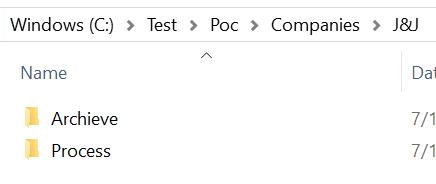 Windows (C:) > Test > Poc > Companies > J&J
Name Dat
Archieve 7/1
Process 7/1